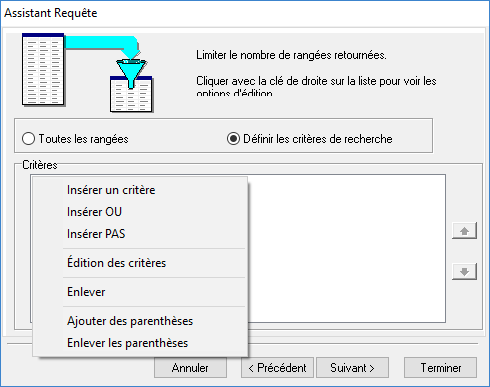 Assistant Requête
Limiter le nombre de rangées retournées.
Cliquer avec la clé de droite sur la liste pour voir les
options d'édition
Toutes les rangées
Définir les critères de recherche
Critères
Insérer un critère
Insérer OU
Insérer PAS
Édition des critères
Enlever
Ajouter des parenthèses
Enlever les parenthèses
Annuler
< Précédent
Suivant >
Terminer